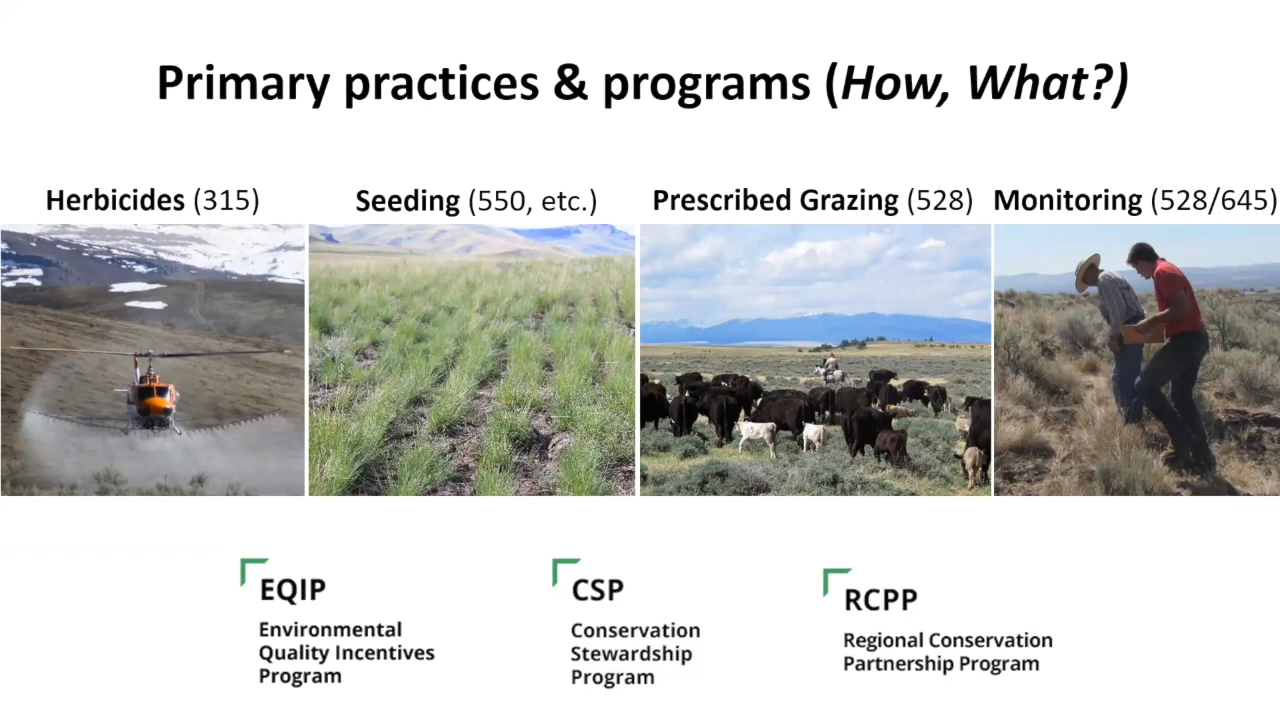 Primary practices & programs (How, What?)
Herbicides (315)
Seeding (550, etc.)
Prescribed Grazing (528)
Monitoring (528/645)
EQIP
Environmental
Quality Incentives
Program
CSP
Conservation
Stewardship
Program
RCPP
Regional Conservation
Partnership Program